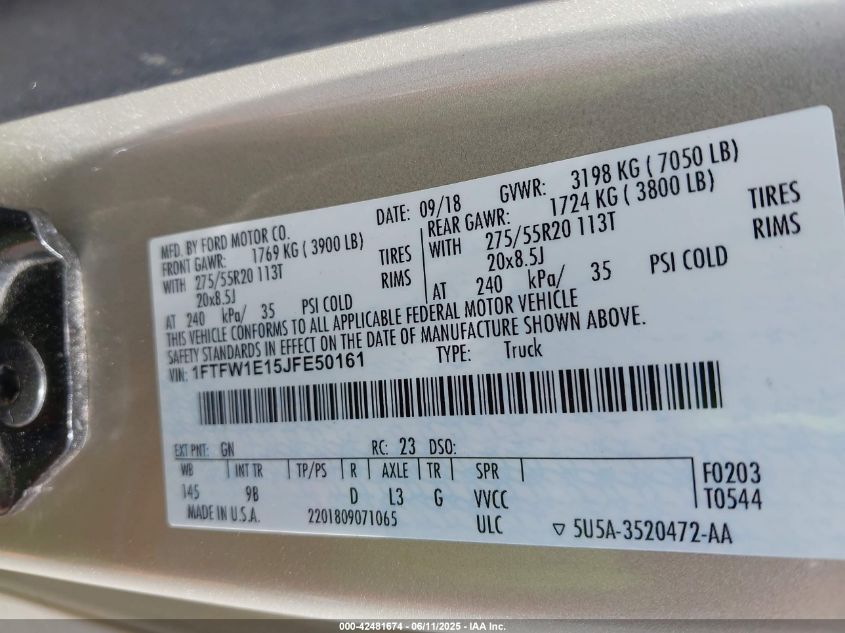 MFD. BY FORD MOTOR CO.
DATE: 09/18 GVWR: 3198 KG ( 7050 LB)
FRONT GAWR: 1769 KG ( 3900 LB)
REAR GAWR: 1724 KG ( 3800 LB)
WITH 275/55R20 113T TIRES
WITH 275/55R20 113T TIRES
20x8.5J RIMS
20x8.5J RIMS
AT 240 kPa/ 35 PSI COLD
AT 240 kPa/ 35 PSI COLD
THIS VEHICLE CONFORMS TO ALL APPLICABLE FEDERAL MOTOR VEHICLE
SAFETY STANDARDS IN EFFECT ON THE DATE OF MANUFACTURE SHOWN ABOVE.
VIN: 1FTFW1E15JFE50161 TYPE: Truck
EXT PNT: GN RC: 23 DSO:
WB INT TR TP/PS R AXLE TR SPR F0203
145 9B D L3 G VVCC T0544
MADE IN U.S.A. 2201809071065 ULC ▽ 5U5A-3520472-AA
000-42481674 - 06/11/2025 - IAA Inc.